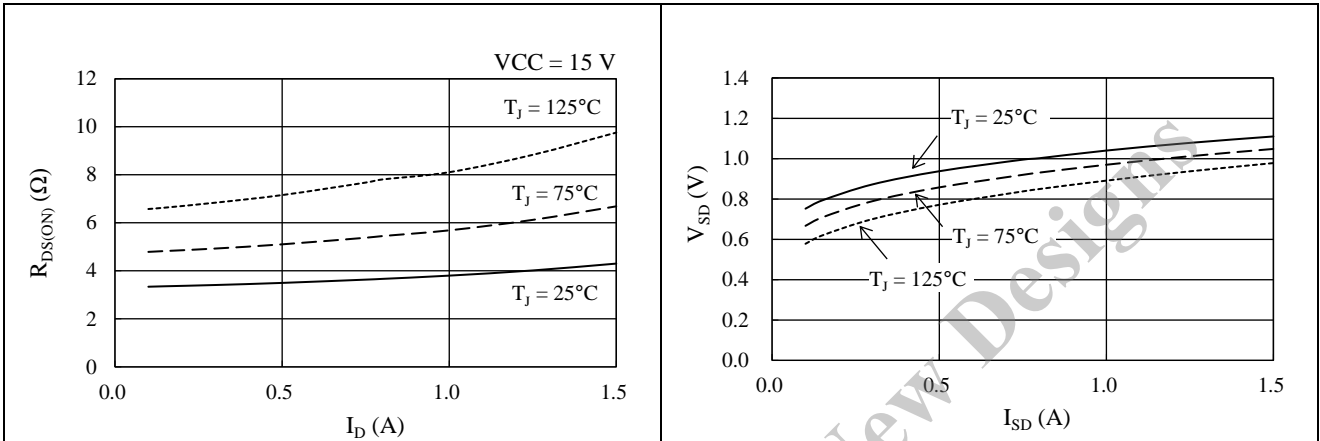 VCC = 15 V
12
10
8
6
4
2
0
R_DS(ON) (Ω)
T_J = 125°C
T_J = 75°C
T_J = 25°C
0.0 0.5 1.0 1.5
I_D (A)
1.4
1.2
1.0
0.8
0.6
0.4
0.2
0.0
V_SD (V)
T_J = 25°C
T_J = 75°C
T_J = 125°C
0.0 0.5 1.0 1.5
I_SD (A)
New Designs